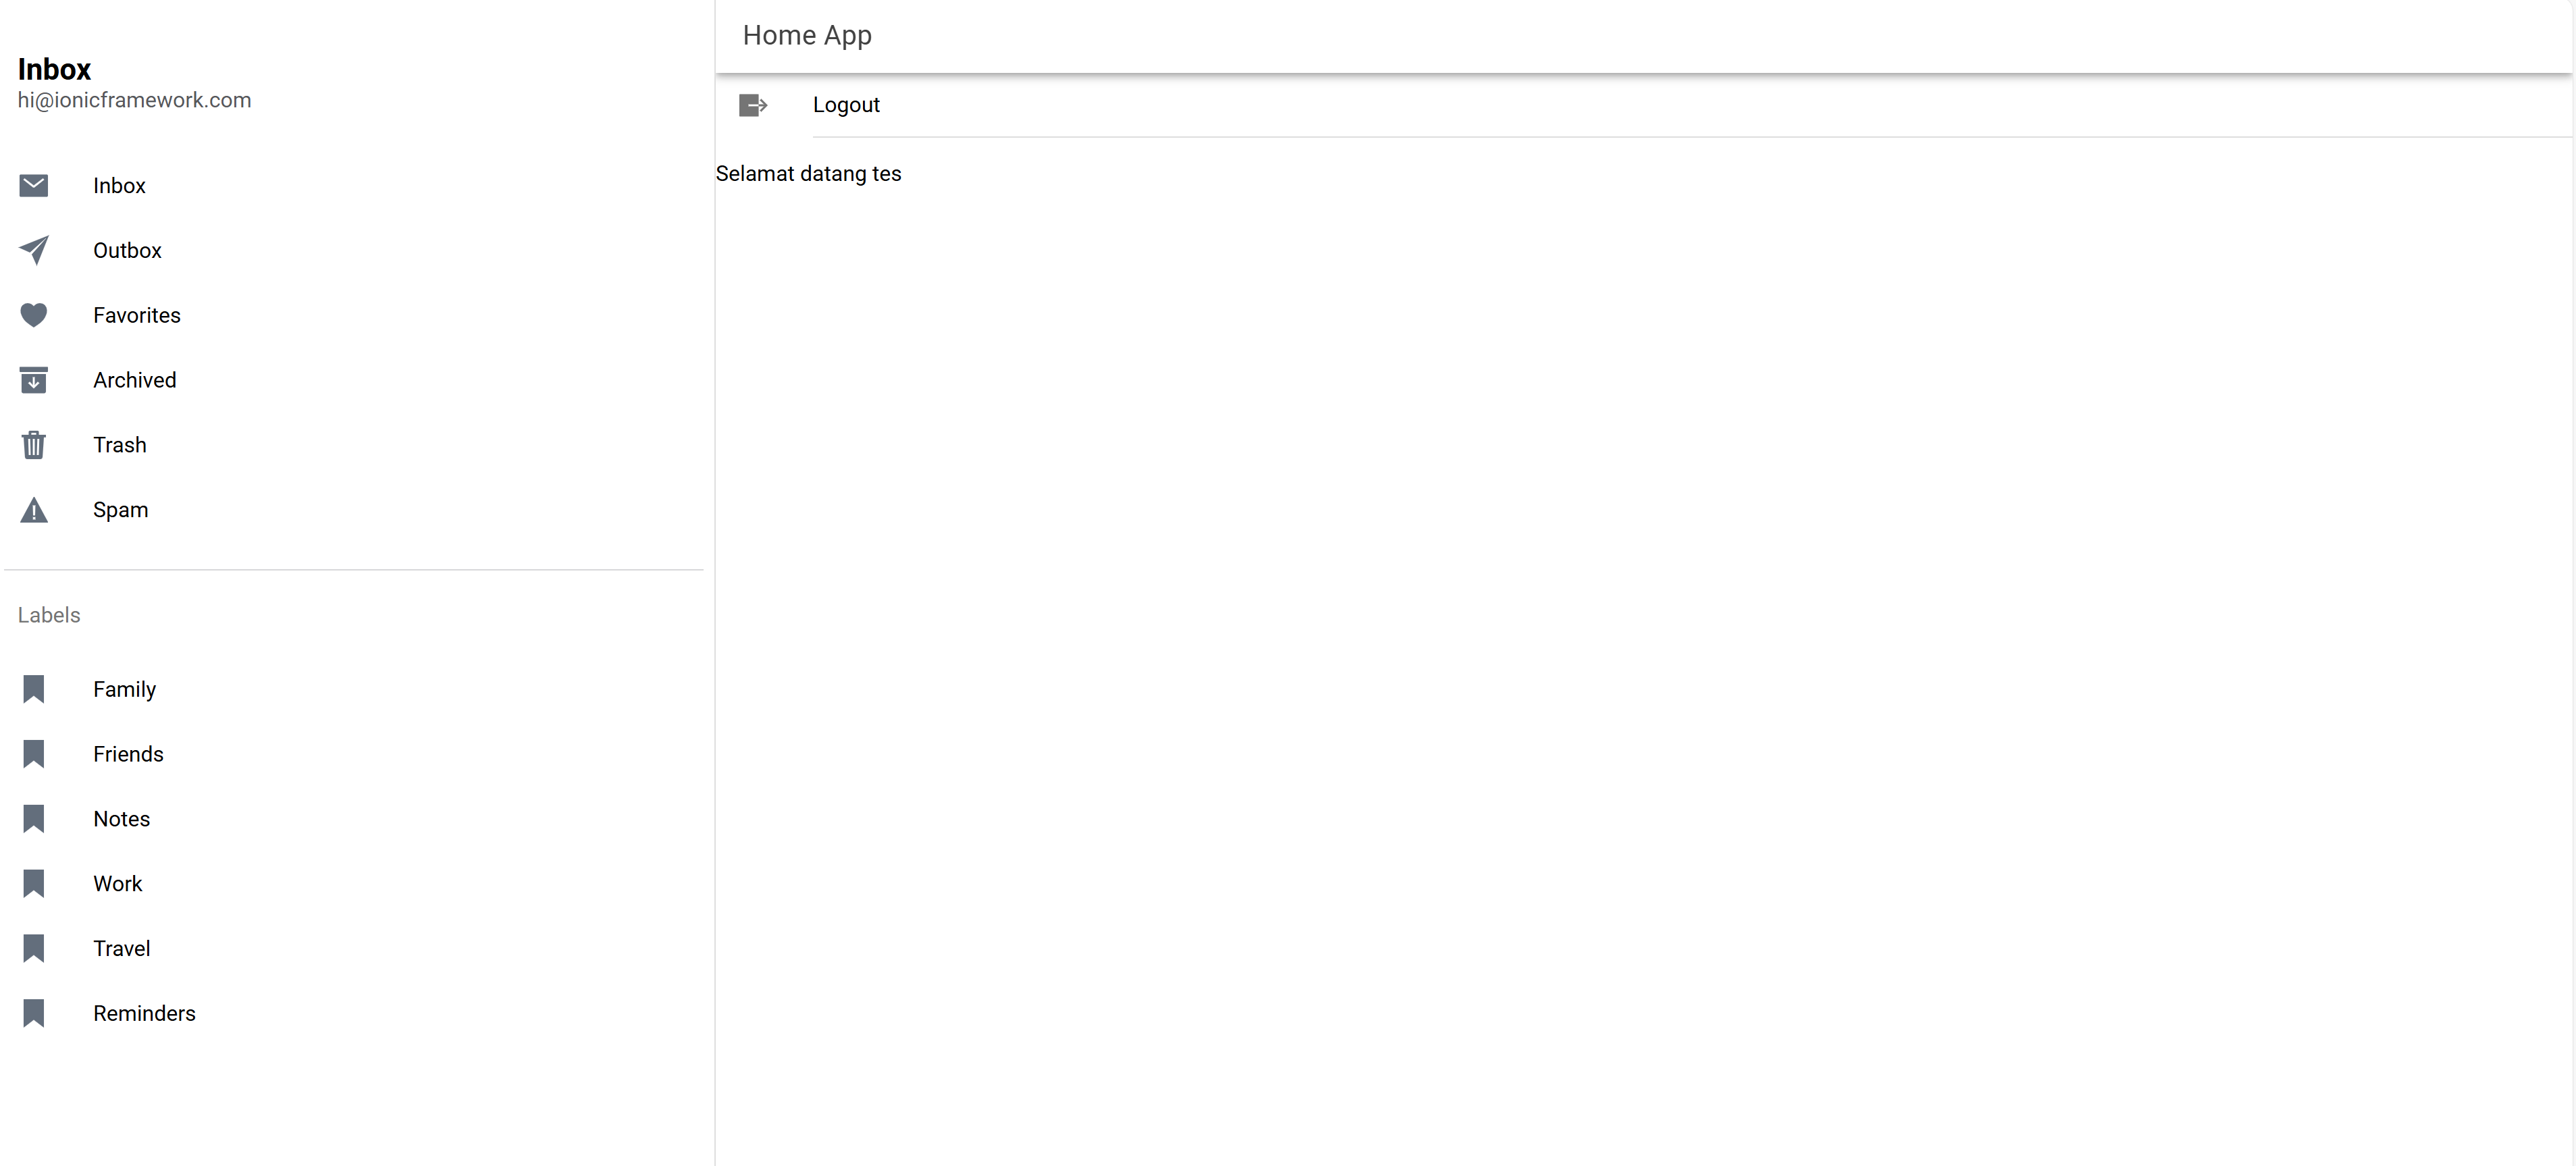 Inbox
hi@ionicframework.com
Inbox
Outbox
Favorites
Archived
Trash
Spam
Labels
Family
Friends
Notes
Work
Travel
Reminders
Home App
Logout
Selamat datang tes